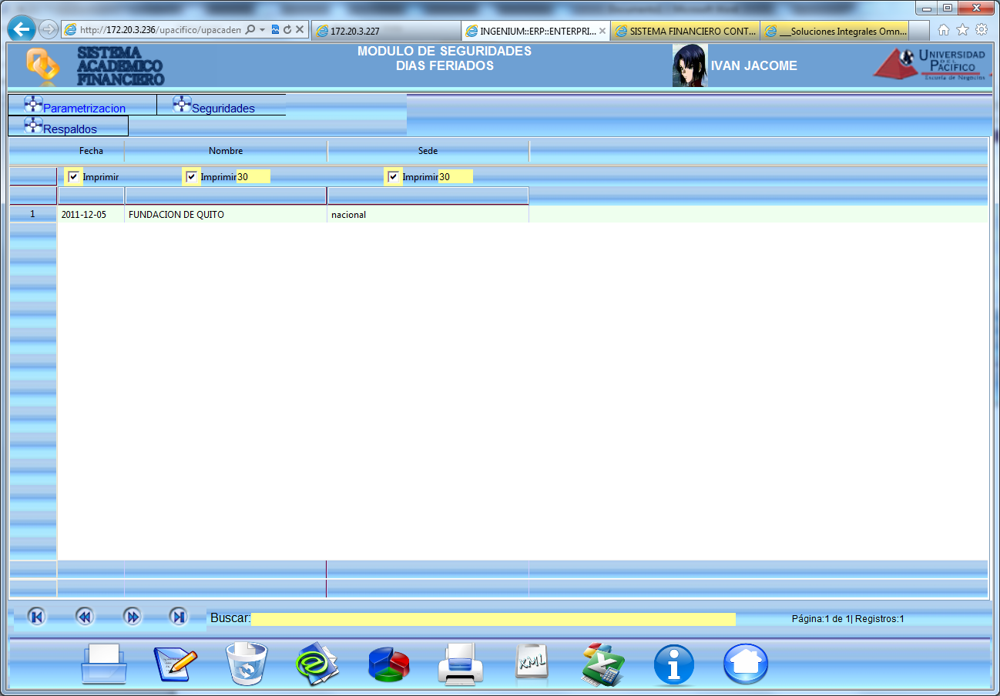 http://172.20.3.236/upacifico/upacadem
172.20.3.227
INGENIUM::ERP::ENTERPRI...
SISTEMA FINANCIERO CONT...
___Soluciones Integrales Omn...
SISTEMA
ACADEMICO
FINANCIERO
MODULO DE SEGURIDADES
DIAS FERIADOS
IVAN JACOME
UNIVERSIDAD
DEL
PACÍFICO
Escuela de Negocios
Parametrizacion
Seguridades
Respaldos
Fecha Nombre Sede
Imprimir Imprimir 30 Imprimir 30
1 2011-12-05 FUNDACION DE QUITO nacional
Buscar:
Página:1 de 1| Registros:1
XML